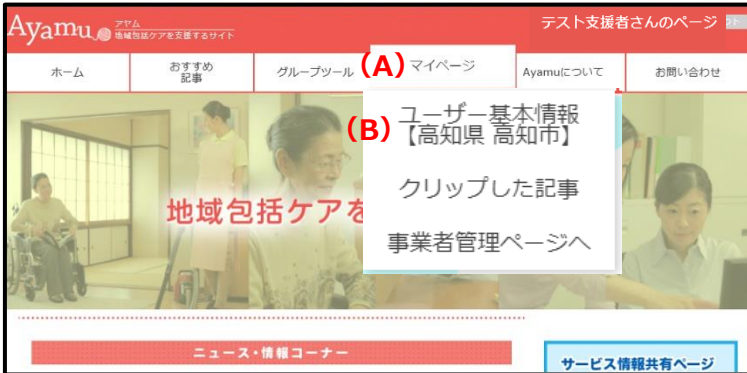 Ayamu アヤム
地域包括ケアを支援するサイト
テスト支援者さんのページ
ホーム
おすすめ
記事
グループツール
(A) マイページ
Ayamuについて
お問い合わせ
(B) ユーザー基本情報
【高知県 高知市】
クリップした記事
事業者管理ページへ
地域包括ケアを
ニュース・情報コーナー
サービス情報共有ページ